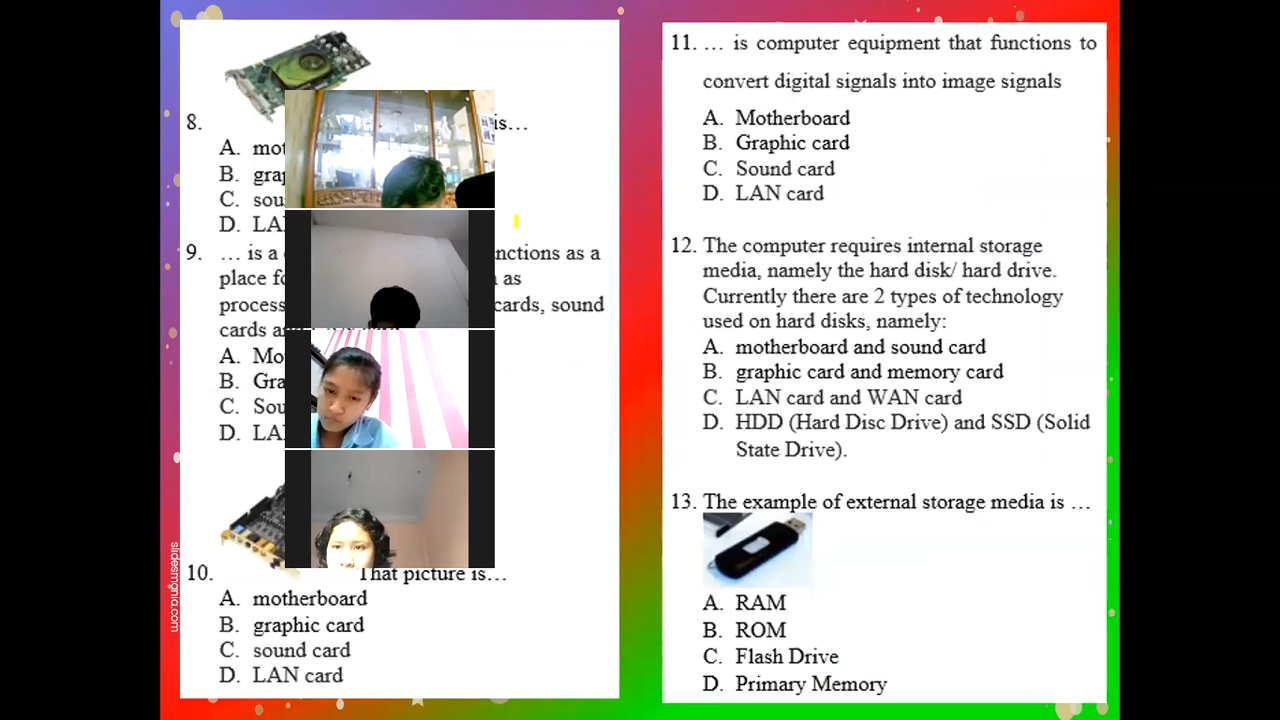 8.
is…
A. mot
B. grap
C. sou
D. LA
9. … is a
nctions as a
place fo
as
process
cards, sound
cards a
A. Mo
B. Gra
C. Sou
D. LA
10. That picture is…
A. motherboard
B. graphic card
C. sound card
D. LAN card
11. … is computer equipment that functions to
convert digital signals into image signals
A. Motherboard
B. Graphic card
C. Sound card
D. LAN card
12. The computer requires internal storage
media, namely the hard disk/ hard drive.
Currently there are 2 types of technology
used on hard disks, namely:
A. motherboard and sound card
B. graphic card and memory card
C. LAN card and WAN card
D. HDD (Hard Disc Drive) and SSD (Solid
State Drive).
13. The example of external storage media is …
A. RAM
B. ROM
C. Flash Drive
D. Primary Memory
slidesmania.com